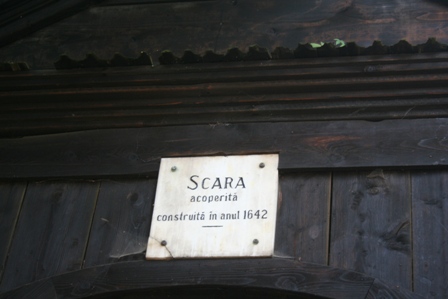 SCARA
acoperită
construită în anul 1642